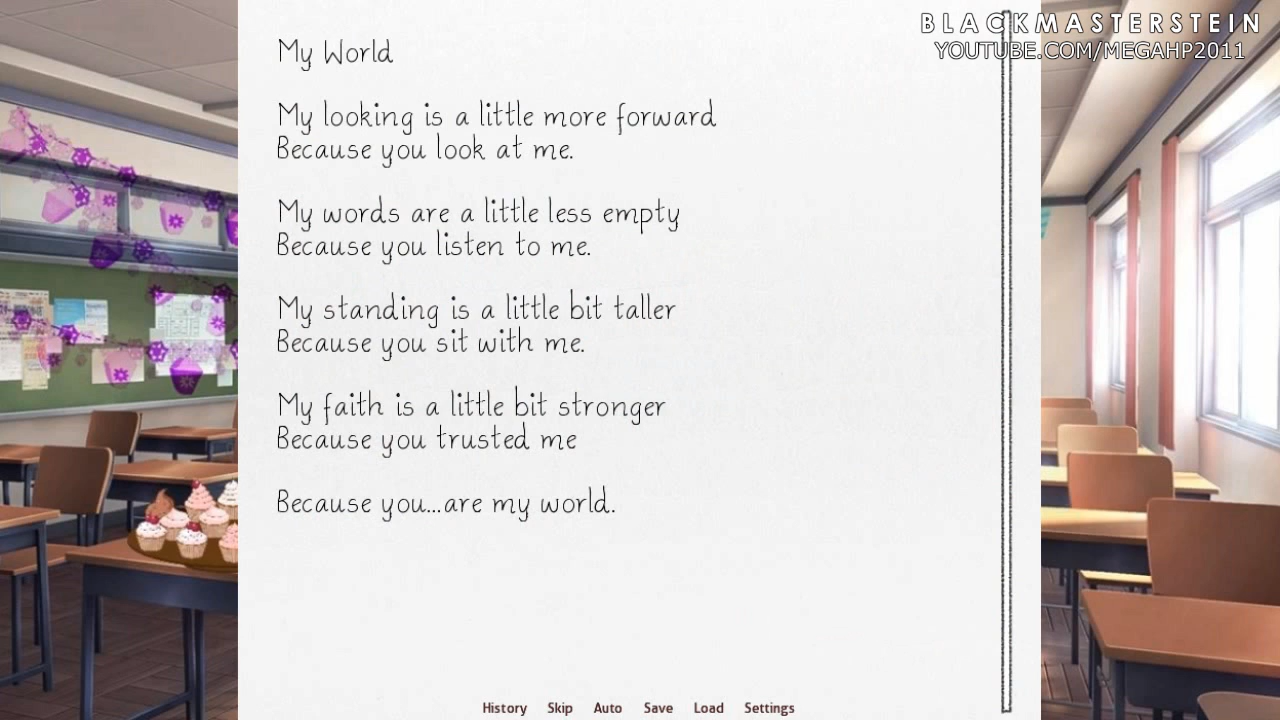 BLACKMASTERSTEIN
YOUTUBE.COM/MEGAHP2011
My World
My looking is a little more forward
Because you look at me.
My words are a little less empty
Because you listen to me.
My standing is a little bit taller
Because you sit with me.
My faith is a little bit stronger
Because you trusted me
Because you...are my world.
History Skip Auto Save Load Settings